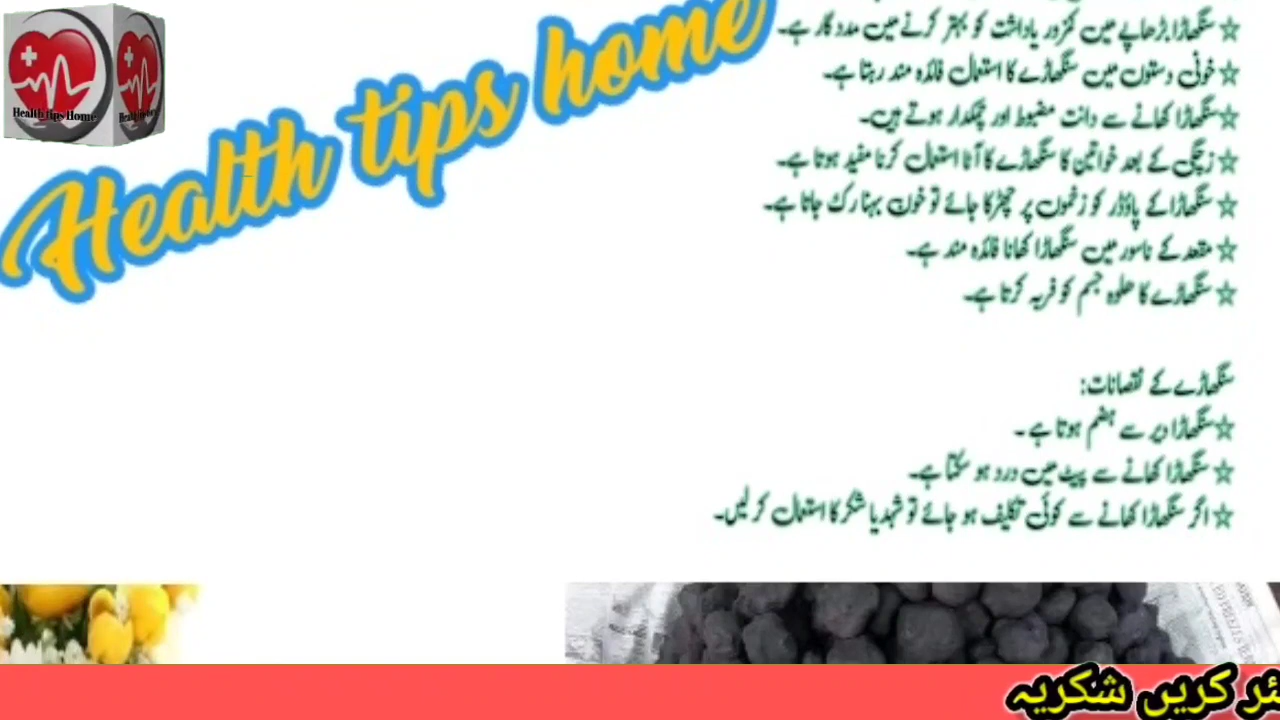 Health tips Home
Health tips home
☆ سنگھاڑا بڑھاپے میں کمزور یاداشت کو بہتر کرنے میں مددگار ہے۔
☆ خونی دستوں میں سنگھاڑے کا استعمال فائدہ مند رہتا ہے۔
☆ سنگھاڑا کھانے سے دانت مضبوط اور چمکدار ہوتے ہیں۔
☆ زچگی کے بعد خواتین کا سنگھاڑے کا آٹا استعمال کرنا مفید ہوتا ہے۔
☆ سنگھاڑا کے پاؤڈر کو زخموں پر چھڑکا جائے تو خون بہنا رک جاتا ہے۔
☆ مقعد کے ناسور میں سنگھاڑا کھانا فائدہ مند ہے۔
☆ سنگھاڑے کا حلوہ جسم کو فربہ کرتا ہے۔
سنگھاڑے کے نقصانات:
☆ سنگھاڑا دیر سے ہضم ہوتا ہے۔
☆ سنگھاڑا کھانے سے پیٹ میں درد ہو سکتا ہے۔
☆ اگر سنگھاڑا کھانے سے کوئی تکلیف ہو جائے تو شہد یا شکر کا استعمال کر لیں۔
ئر کریں شکریہ